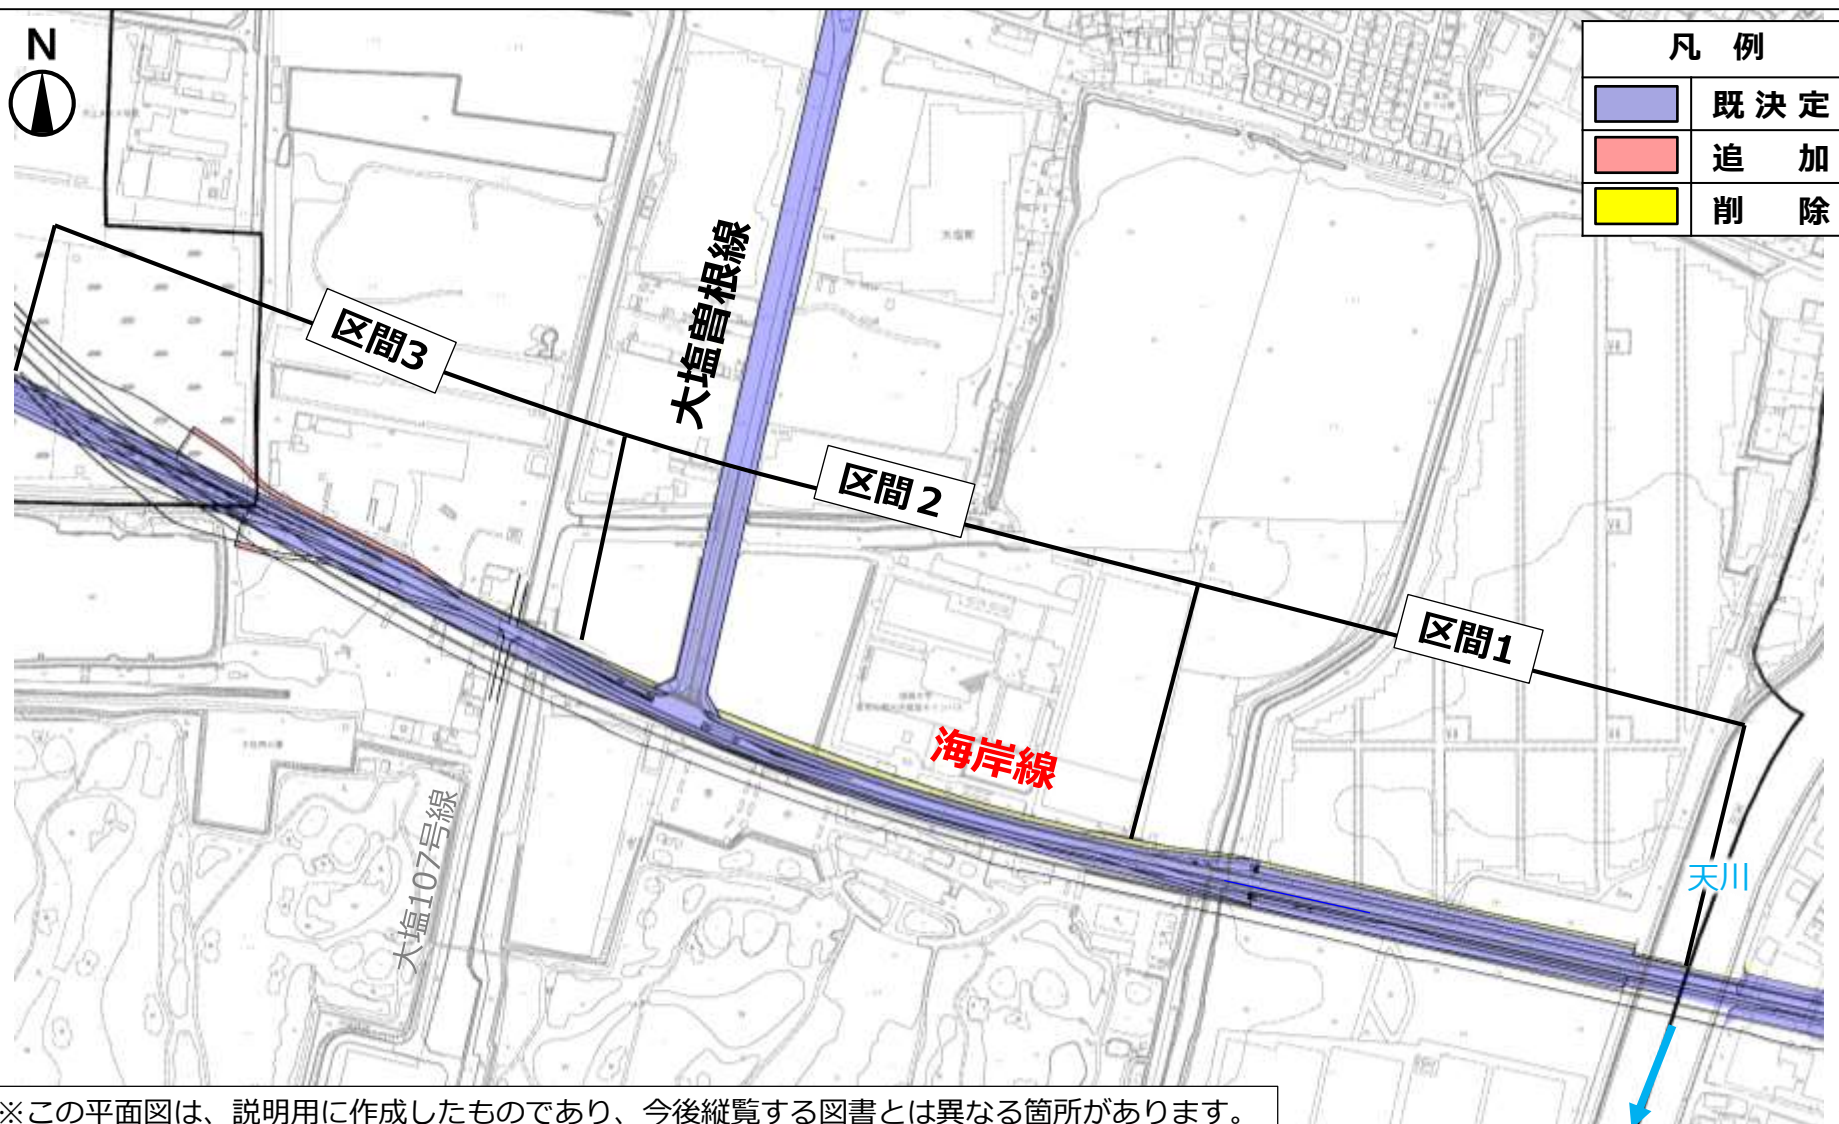 N
凡 例
既決定
追 加
削 除
区間3
大塩曽根線
区間2
区間1
海岸線
天川
大塩107号線
※この平面図は、説明用に作成したものであり、今後縦覧する図書とは異なる箇所があります。